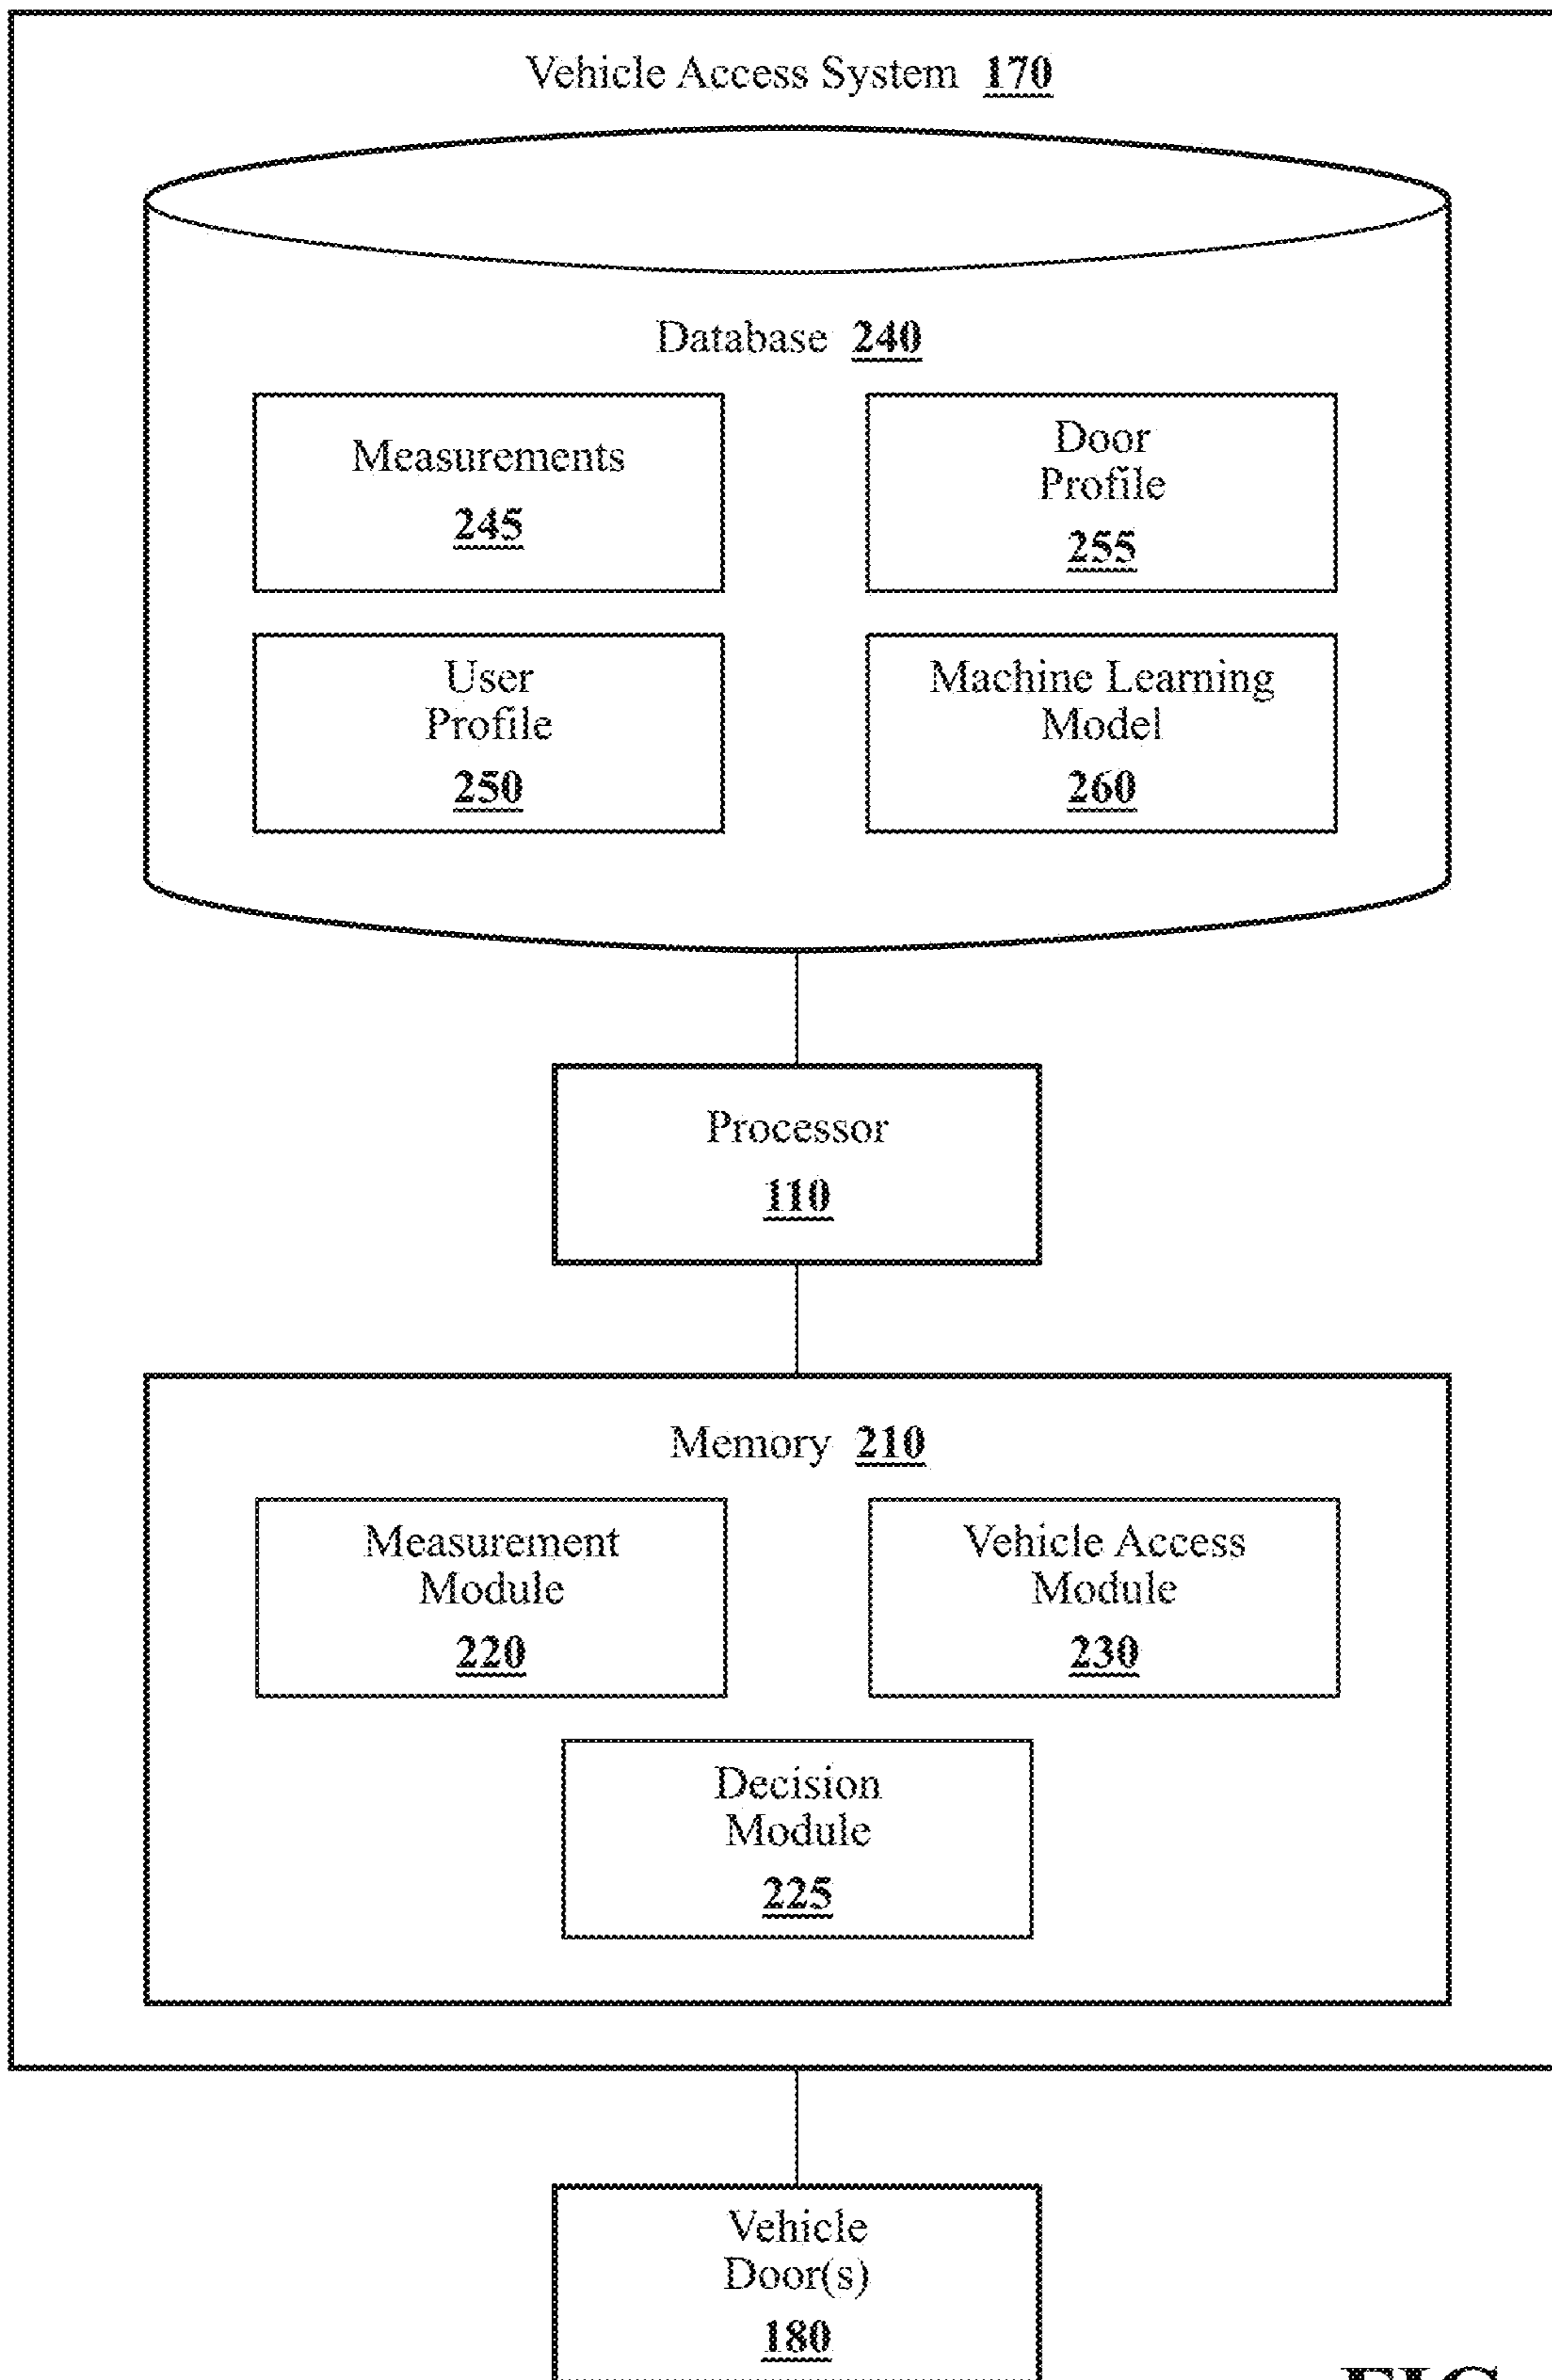 Vehicle Access System 170
Database 240
Measurements
245
Door
Profile
255
User
Profile
250
Machine Learning
Model
260
Processor
110
Memory 210
Measurement
Module
220
Vehicle Access
Module
230
Decision
Module
225
Vehicle
Door(s)
180